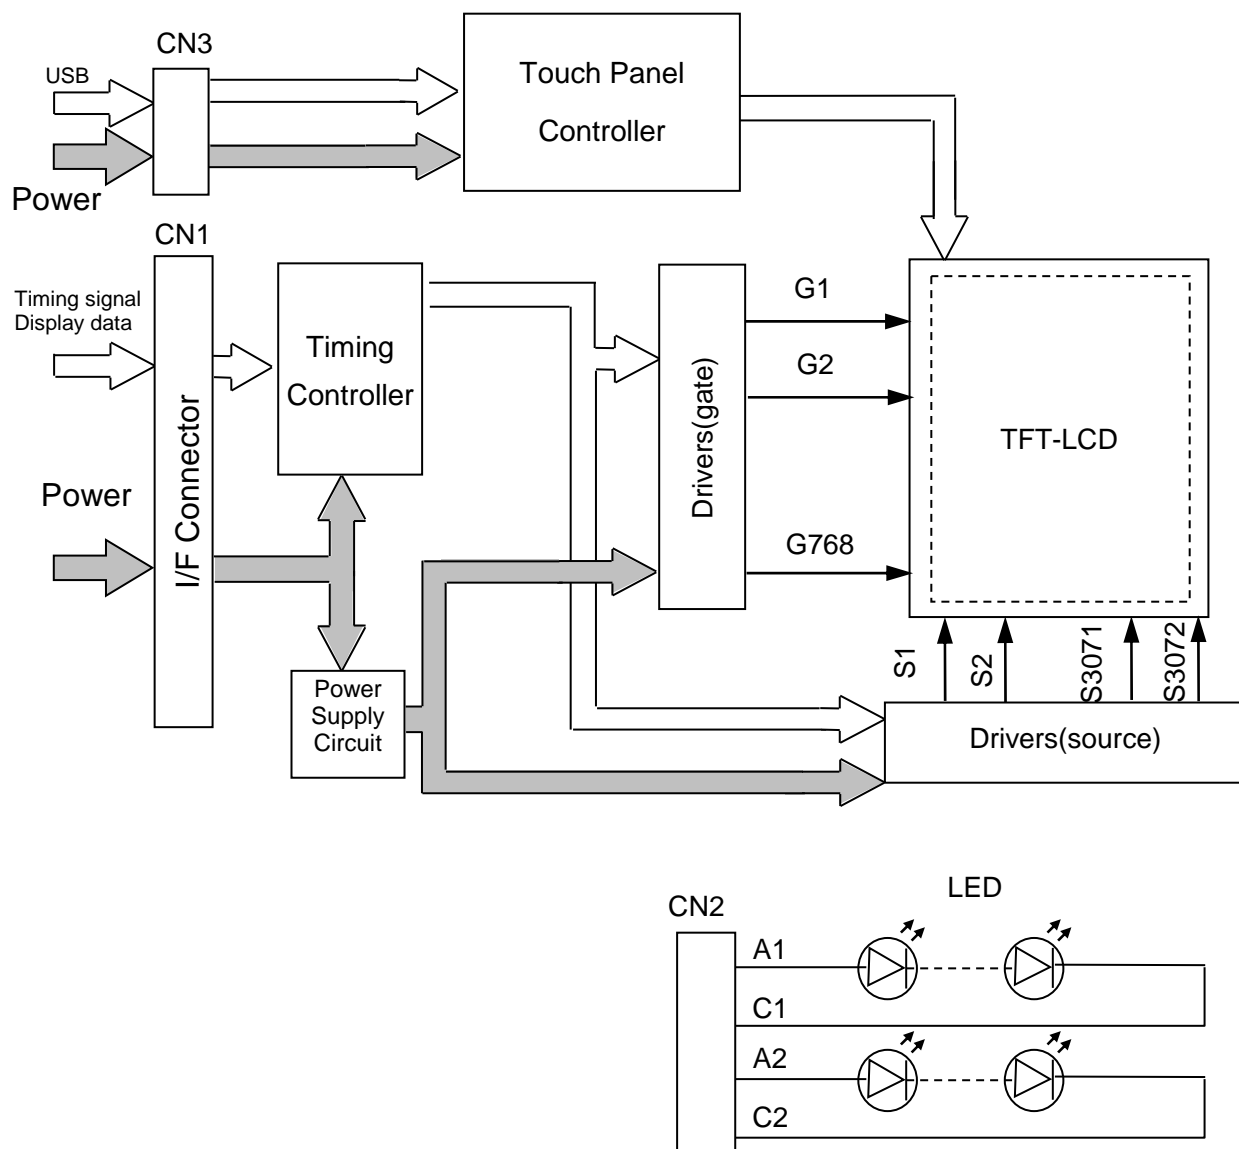 CN3
USB
Power
Touch Panel
Controller
CN1
Timing signal
Display data
Power
I/F Connector
Timing
Controller
Power
Supply
Circuit
Drivers(gate)
G1
G2
G768
TFT-LCD
S1
S2
S3071
S3072
Drivers(source)
LED
CN2
A1
C1
A2
C2